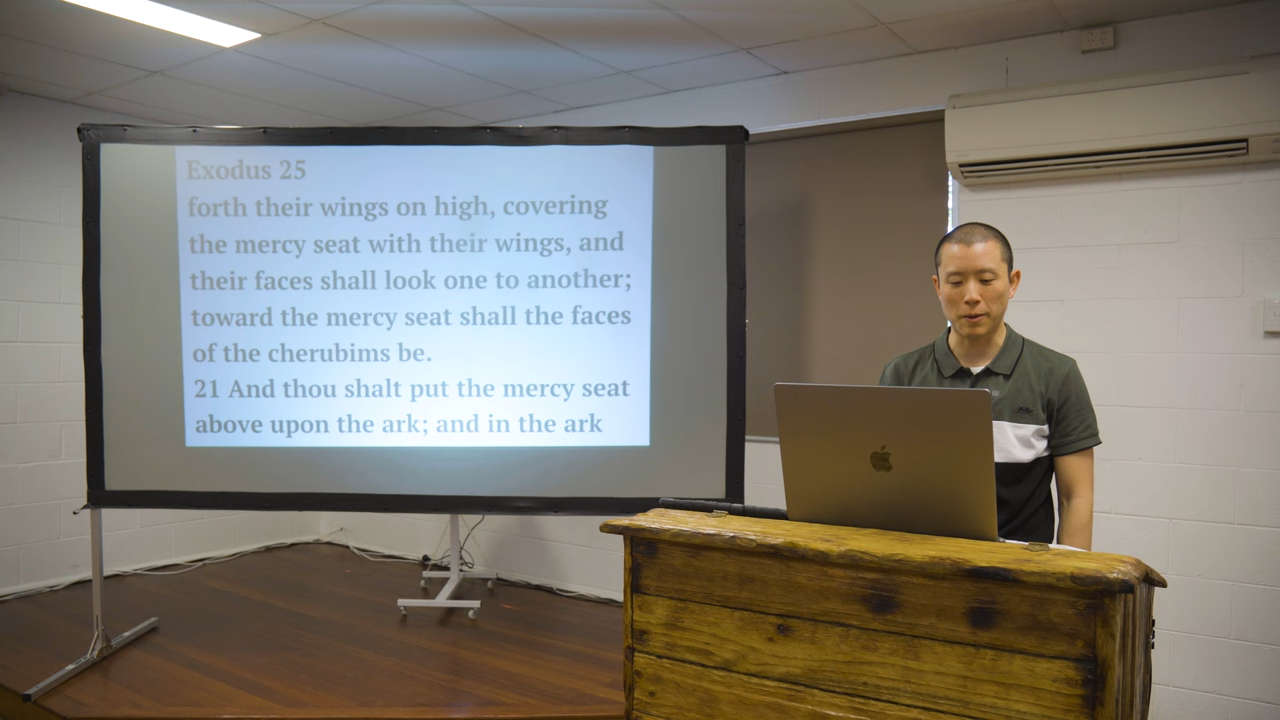 Exodus 25
forth their wings on high, covering
the mercy seat with their wings, and
their faces shall look one to another;
toward the mercy seat shall the faces
of the cherubims be.
21 And thou shalt put the mercy seat
above upon the ark; and in the ark